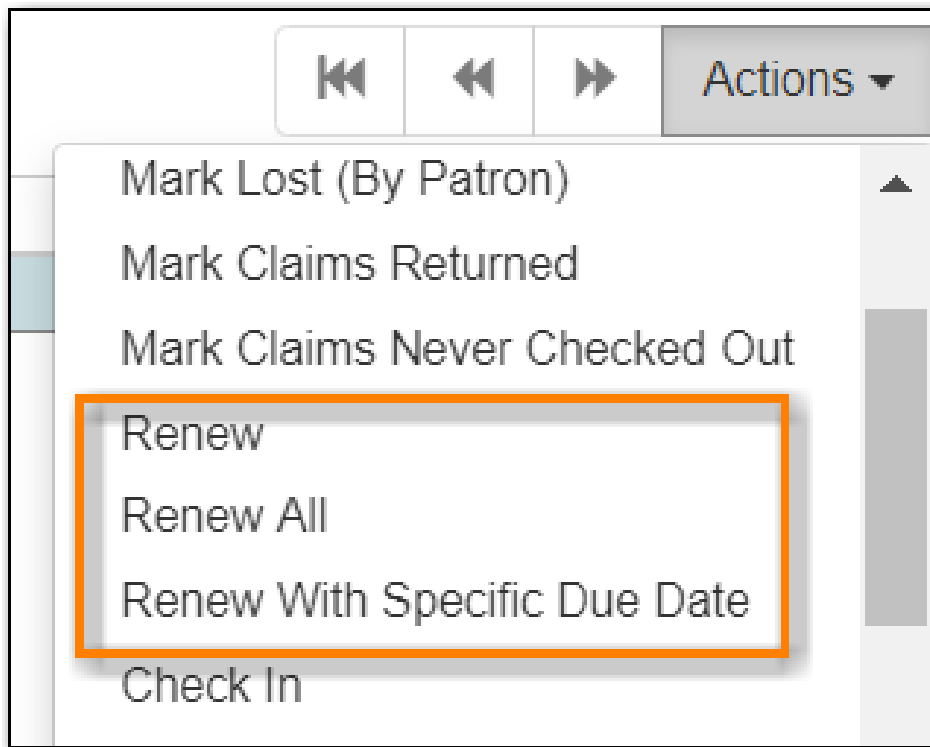 Actions
Mark Lost (By Patron)
Mark Claims Returned
Mark Claims Never Checked Out
Renew
Renew All
Renew With Specific Due Date
Check In